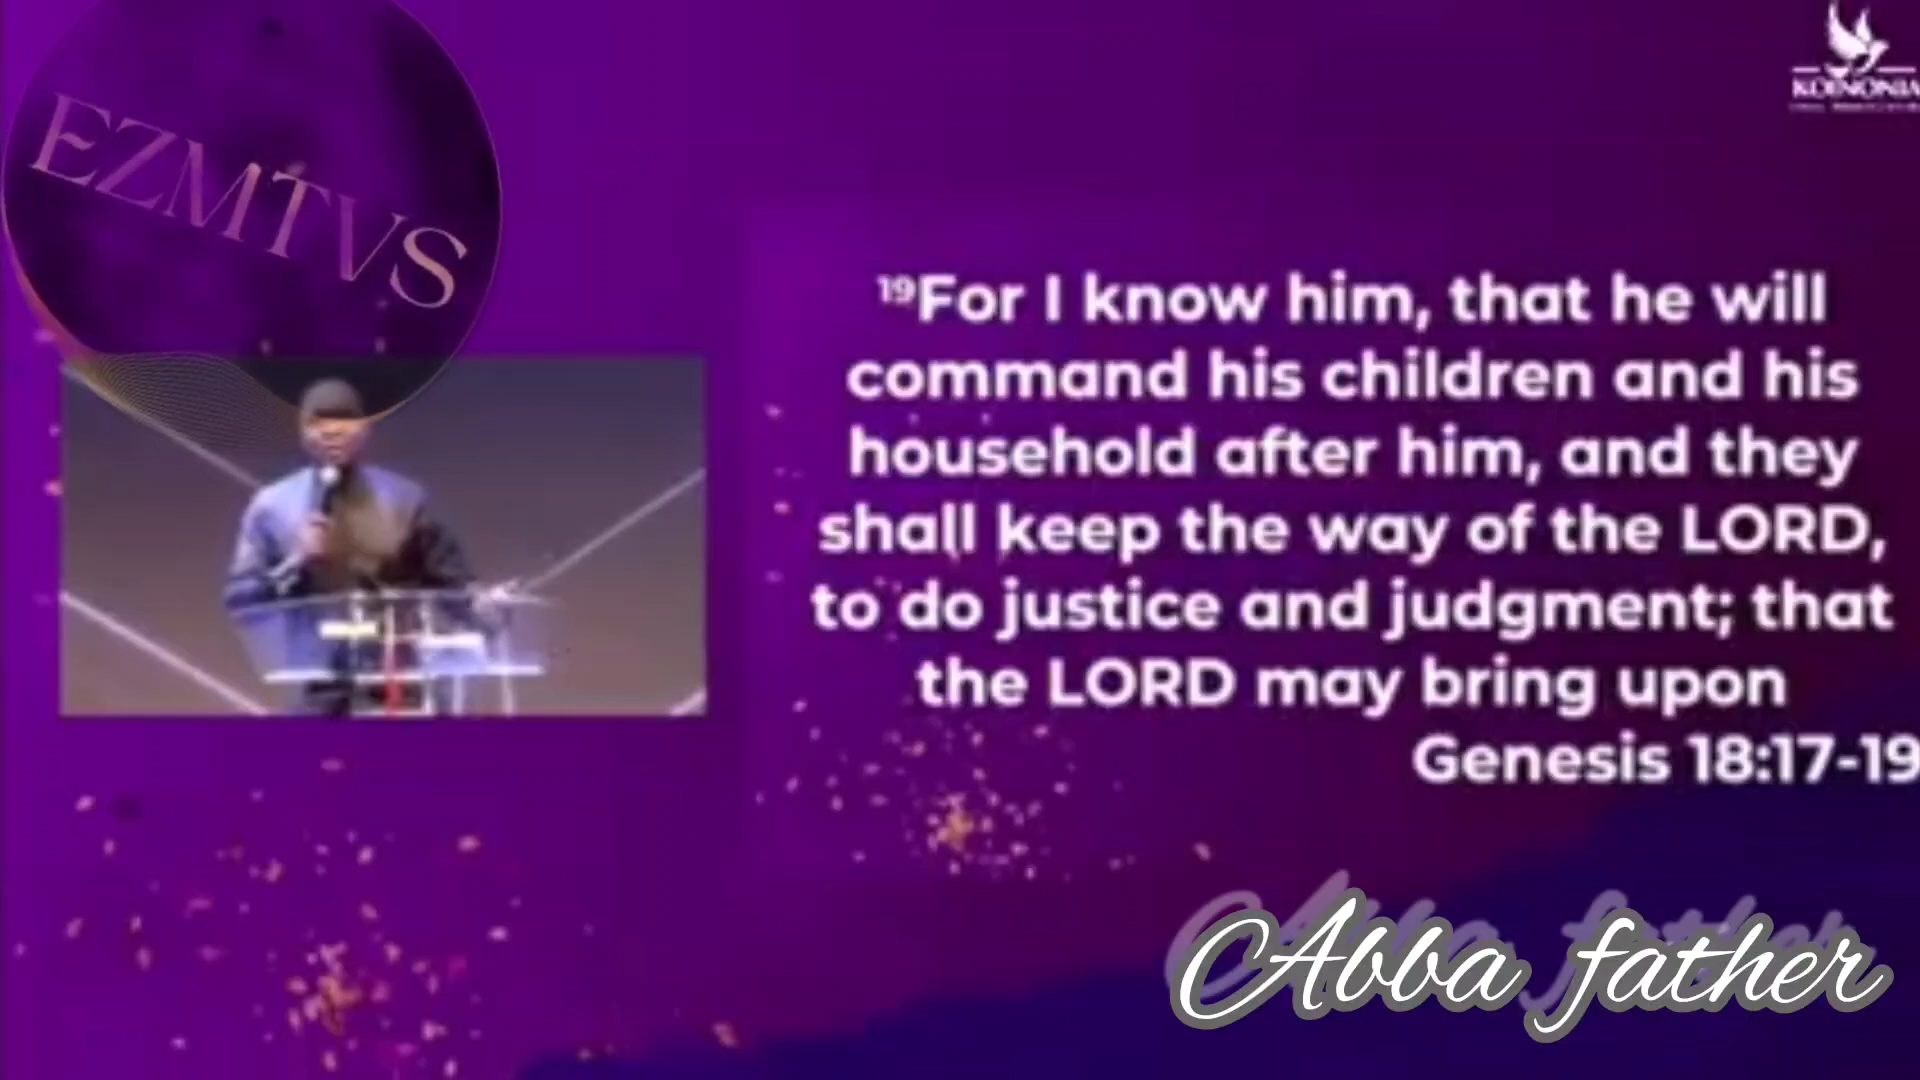 EZMTVS
KOINONIA
¹⁹For I know him, that he will
command his children and his
household after him, and they
shall keep the way of the LORD,
to do justice and judgment; that
the LORD may bring upon
Genesis 18:17-19
Abba father